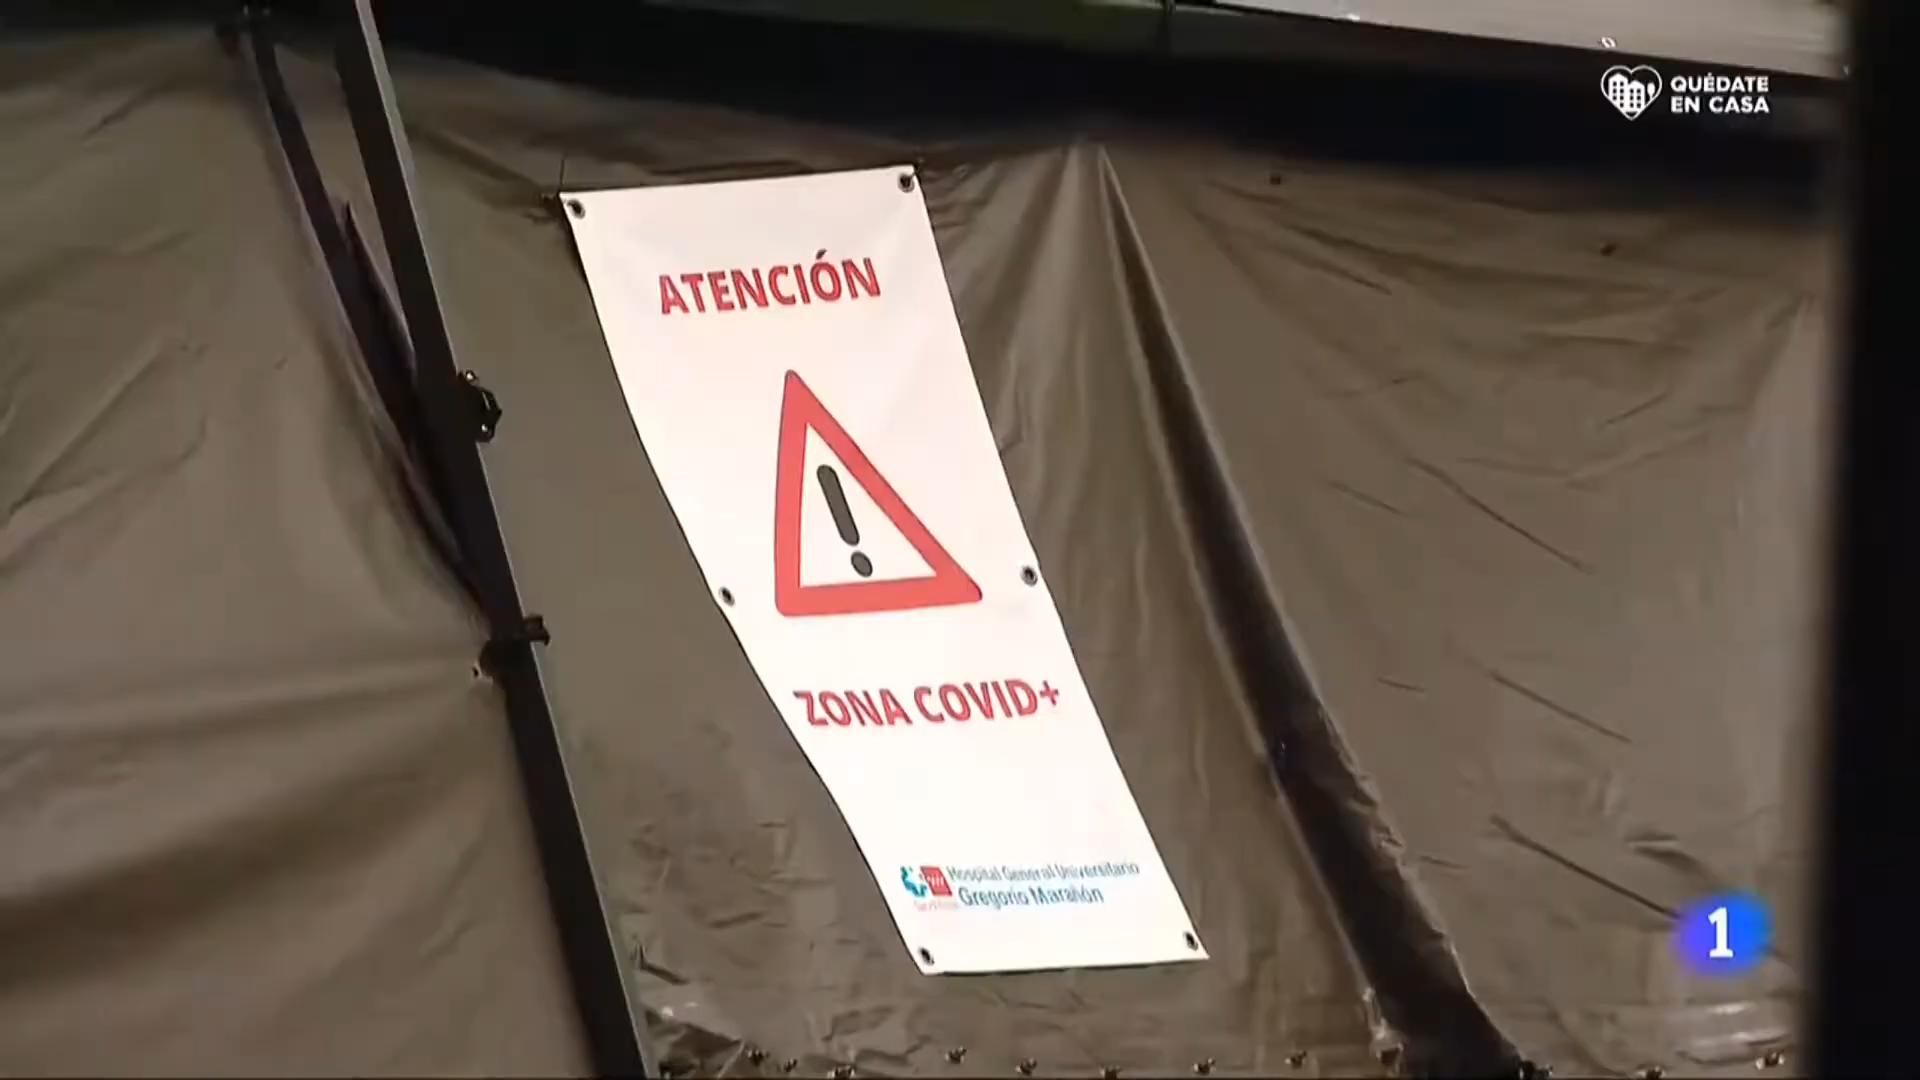 QUÉDATE
EN CASA
ATENCIÓN
ZONA COVID+
Hospital General Universitario
Gregorio Marañón
1